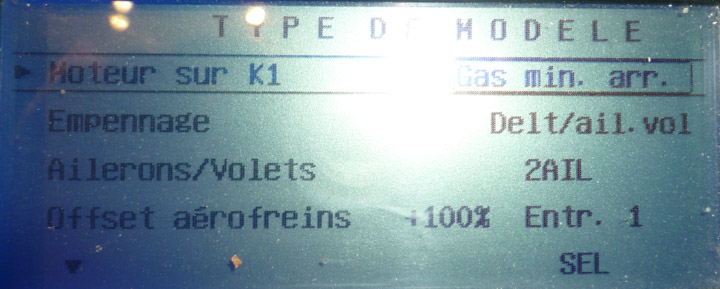 TYPE DE MODELE
Moteur sur K1 Gas min. arr.
Empennage Delt/ail.vol
Ailerons/Volets 2AIL
Offset aérofreins +100% Entr. 1
SEL